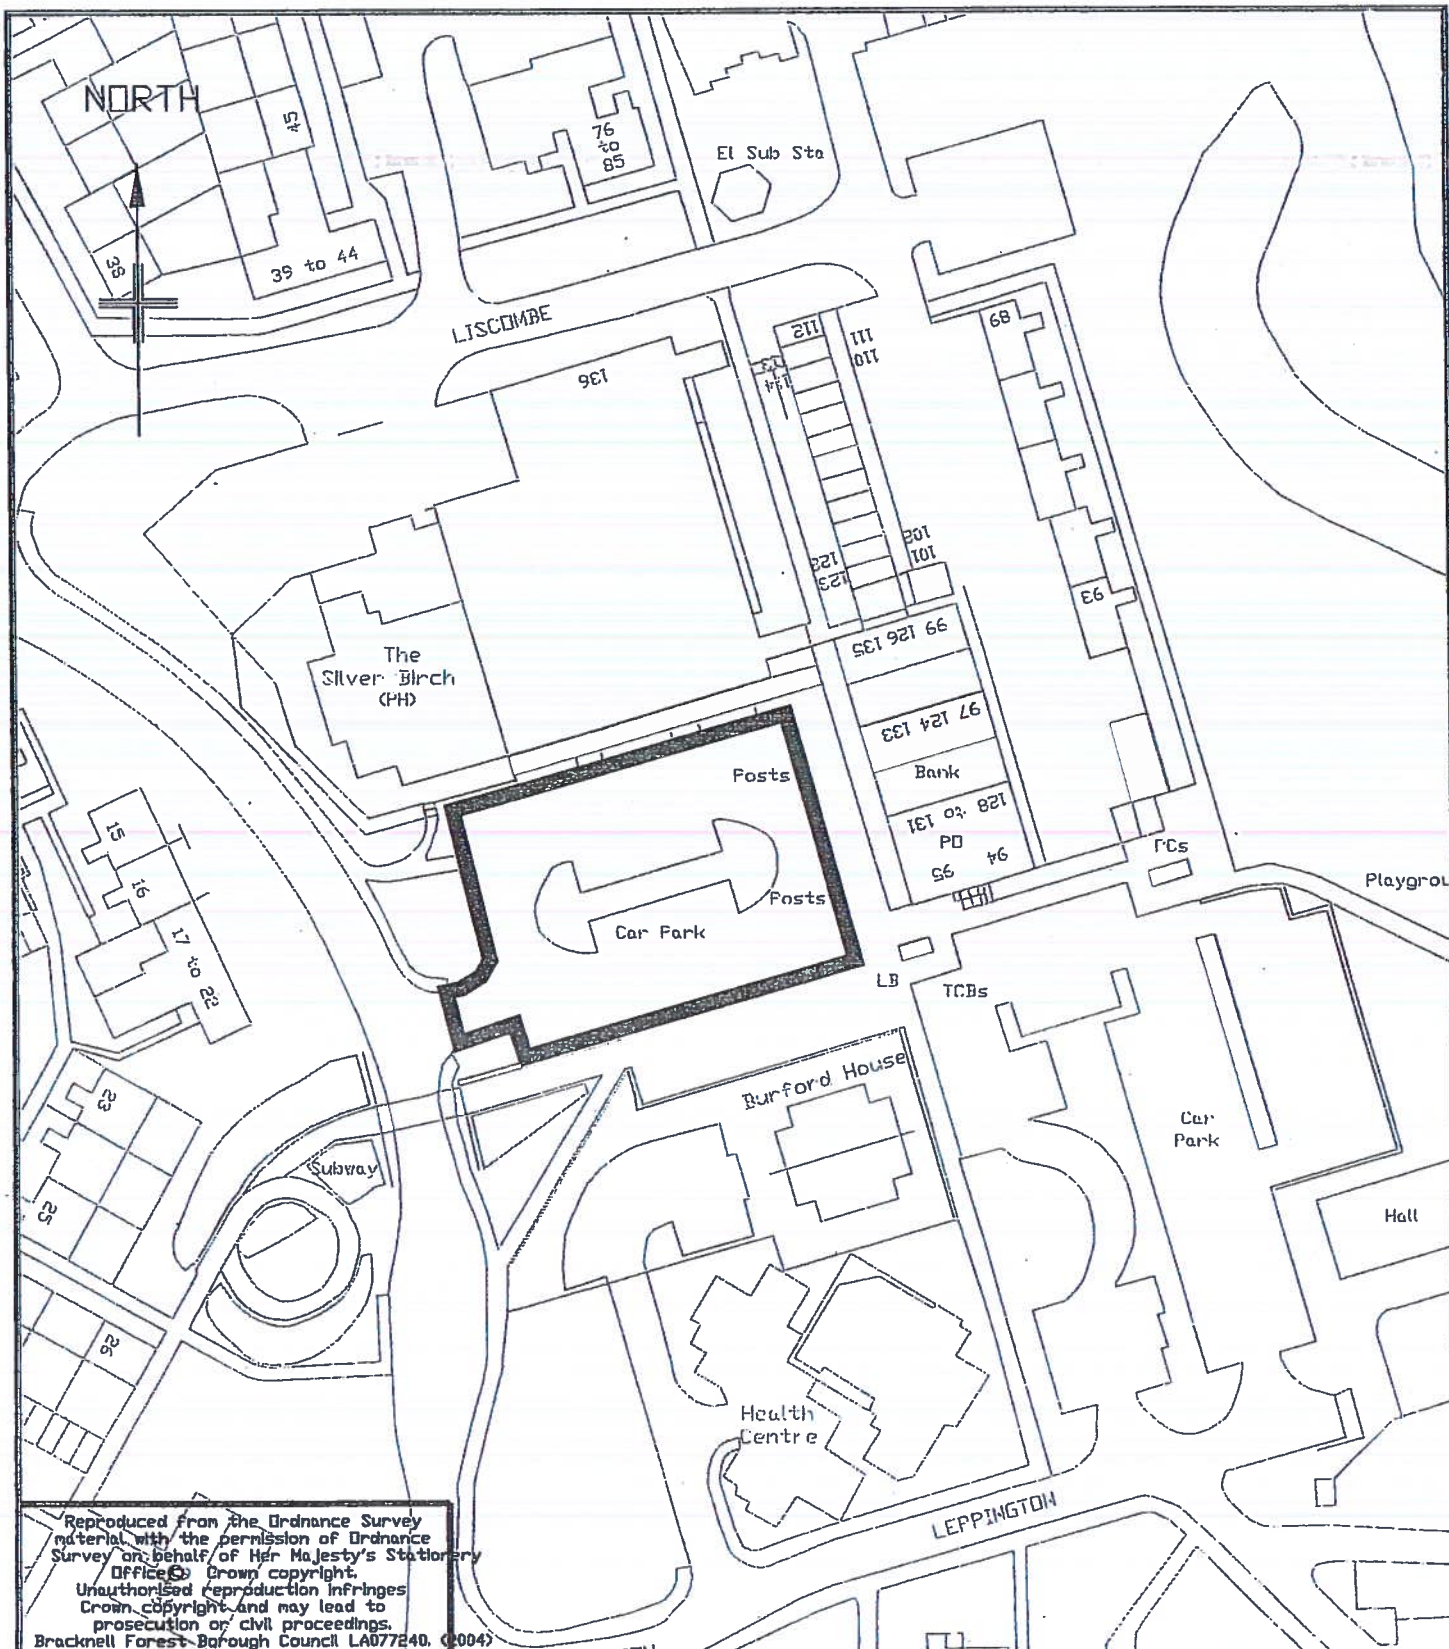 NORTH
45
76
to
85
El Sub Sta
38
39 to 44
LISCOMBE
136
112
111
110
89
134
102
101
122
123
93
135 126 99
The
Silver Birch
(PH)
133 124 97
Bank
Posts
131 to 128
PO
95
94
TCBs
Playgrou
15
16
17 to 22
Posts
Car Park
LB
TCBs
Burford House
23
Car
Park
Subway
25
Hall
26
Health
Centre
LEPPINGTON
Reproduced from the Ordnance Survey
material with the permission of Ordnance
Survey on behalf of Her Majesty's Stationery
Office © Crown copyright.
Unauthorised reproduction infringes
Crown copyright and may lead to
prosecution or civil proceedings.
Bracknell Forest Borough Council LA077240, (2004)